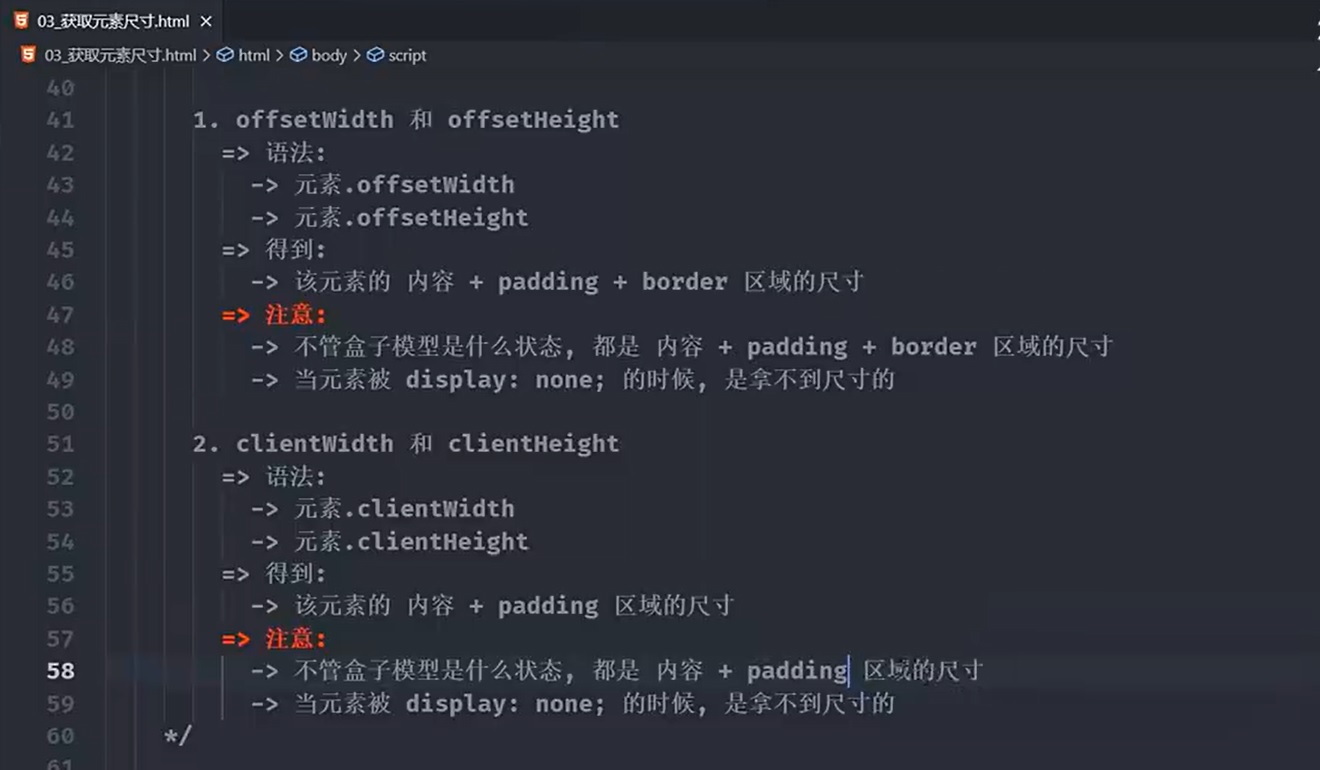 03_获取元素尺寸.html ×
03_获取元素尺寸.html > html > body > script
40
41 1. offsetWidth 和 offsetHeight
42 => 语法:
43 -> 元素.offsetWidth
44 -> 元素.offsetHeight
45 => 得到:
46 -> 该元素的 内容 + padding + border 区域的尺寸
47 => 注意:
48 -> 不管盒子模型是什么状态, 都是 内容 + padding + border 区域的尺寸
49 -> 当元素被 display: none; 的时候, 是拿不到尺寸的
50
51 2. clientWidth 和 clientHeight
52 => 语法:
53 -> 元素.clientWidth
54 -> 元素.clientHeight
55 => 得到:
56 -> 该元素的 内容 + padding 区域的尺寸
57 => 注意:
58 -> 不管盒子模型是什么状态, 都是 内容 + padding 区域的尺寸
59 -> 当元素被 display: none; 的时候, 是拿不到尺寸的
60 */
61